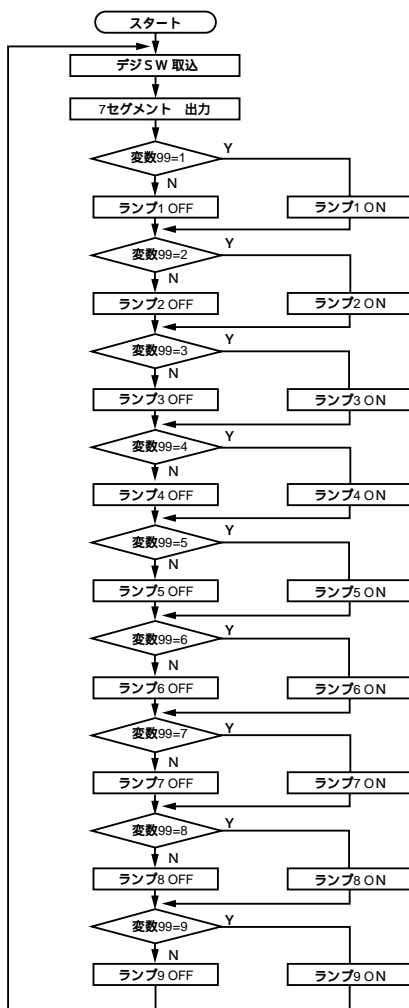 スタート
デジSW 取込
7セグメント 出力
変数99=1
Y
N
ランプ1 OFF
ランプ1 ON
変数99=2
Y
N
ランプ2 OFF
ランプ2 ON
変数99=3
Y
N
ランプ3 OFF
ランプ3 ON
変数99=4
Y
N
ランプ4 OFF
ランプ4 ON
変数99=5
Y
N
ランプ5 OFF
ランプ5 ON
変数99=6
Y
N
ランプ6 OFF
ランプ6 ON
変数99=7
Y
N
ランプ7 OFF
ランプ7 ON
変数99=8
Y
N
ランプ8 OFF
ランプ8 ON
変数99=9
Y
N
ランプ9 OFF
ランプ9 ON